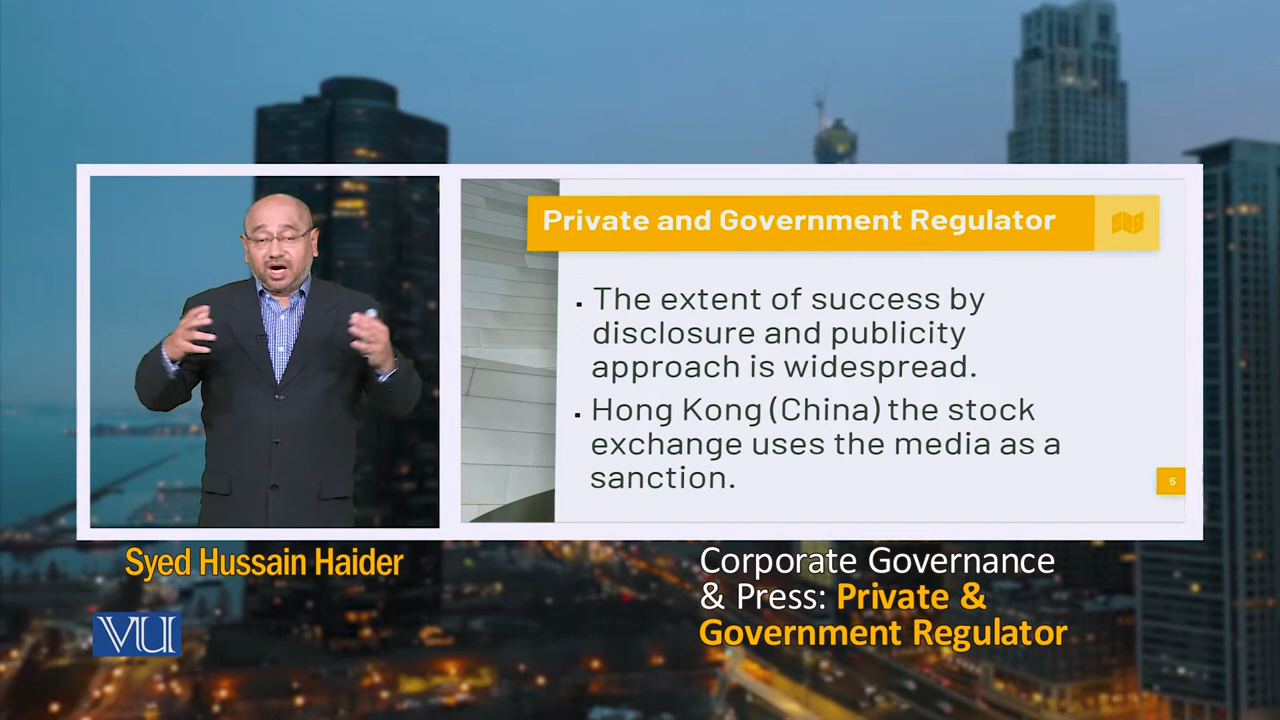 Private and Government Regulator
▪ The extent of success by
disclosure and publicity
approach is widespread.
▪ Hong Kong (China) the stock
exchange uses the media as a
sanction.
5
Syed Hussain Haider
VU
Corporate Governance
& Press: Private &
Government Regulator